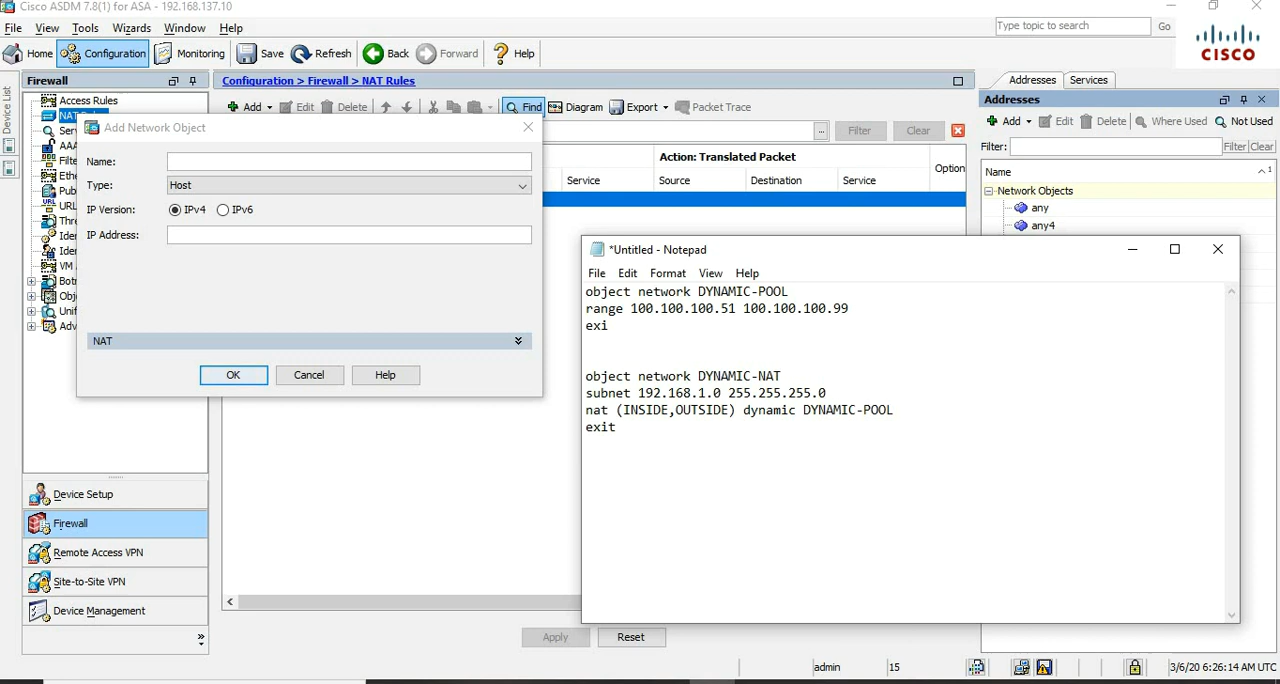 Cisco ASDM 7.8(1) for ASA - 192.168.137.10
File View Tools Wizards Window Help
Type to search Go
CISCO
Home Configuration Monitoring Save Refresh Back Forward Help
Device List
Firewall
Access Rules
AAA
URL
VM
Configuration > Firewall > NAT Rules
Add Edit Delete Find Diagram Export Packet Trace
... Filter Clear
Action: Translated Packet
Service Source Destination Service Option
Add Network Object
Name:
Type: Host
IP Version: IPv4 IPv6
IP Address:
NAT
OK Cancel Help
Device Setup
Firewall
Remote Access VPN
Site-to-Site VPN
Device Management
Apply Reset
Addresses Services
Addresses
Add Edit Delete Where Used Not Used
Filter: Filter Clear
Name 1
Network Objects
any
any4
*Untitled - Notepad
File Edit Format View Help
object network DYNAMIC-POOL
range 100.100.100.51 100.100.100.99
exi
object network DYNAMIC-NAT
subnet 192.168.1.0 255.255.255.0
nat (INSIDE,OUTSIDE) dynamic DYNAMIC-POOL
exit
admin 15 3/6/20 6:26:14 AM UTC